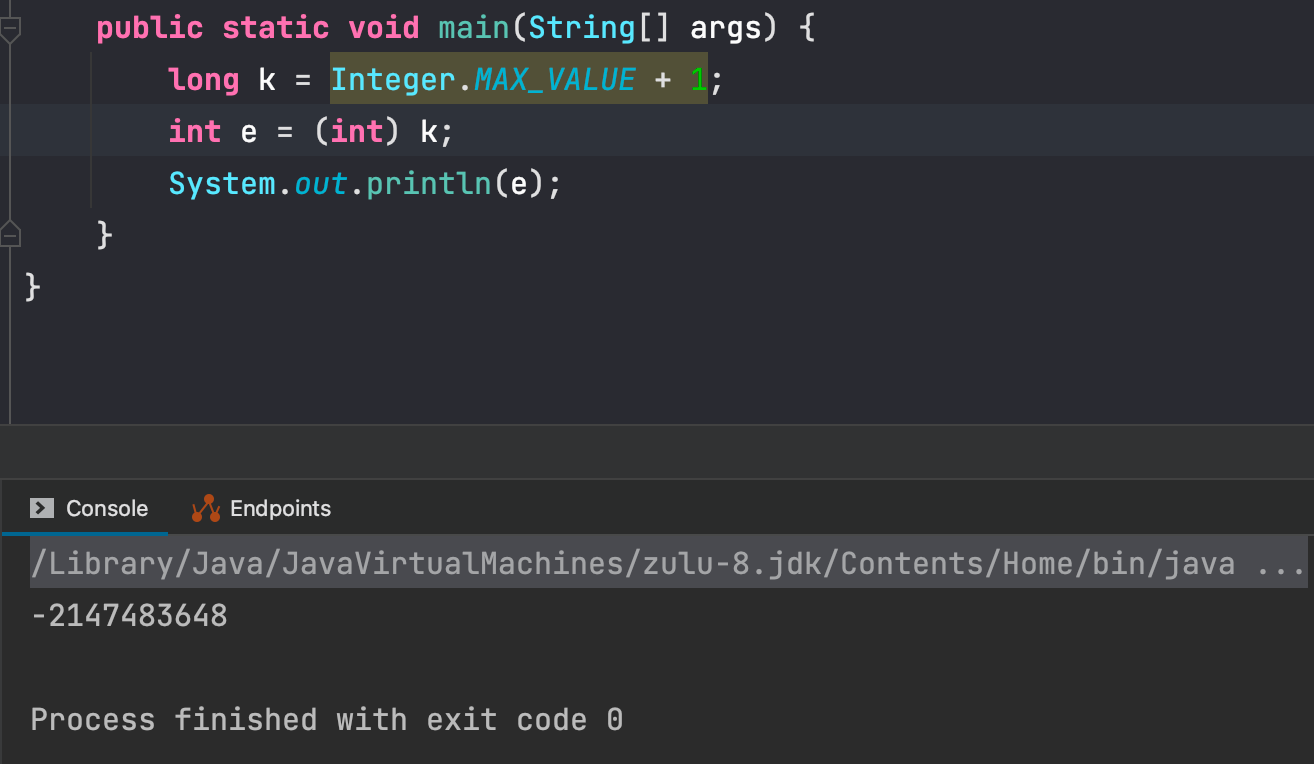 public static void main(String[] args) {
long k = Integer.MAX_VALUE + 1;
int e = (int) k;
System.out.println(e);
}
}
Console Endpoints
/Library/Java/JavaVirtualMachines/zulu-8.jdk/Contents/Home/bin/java ...
-2147483648
Process finished with exit code 0